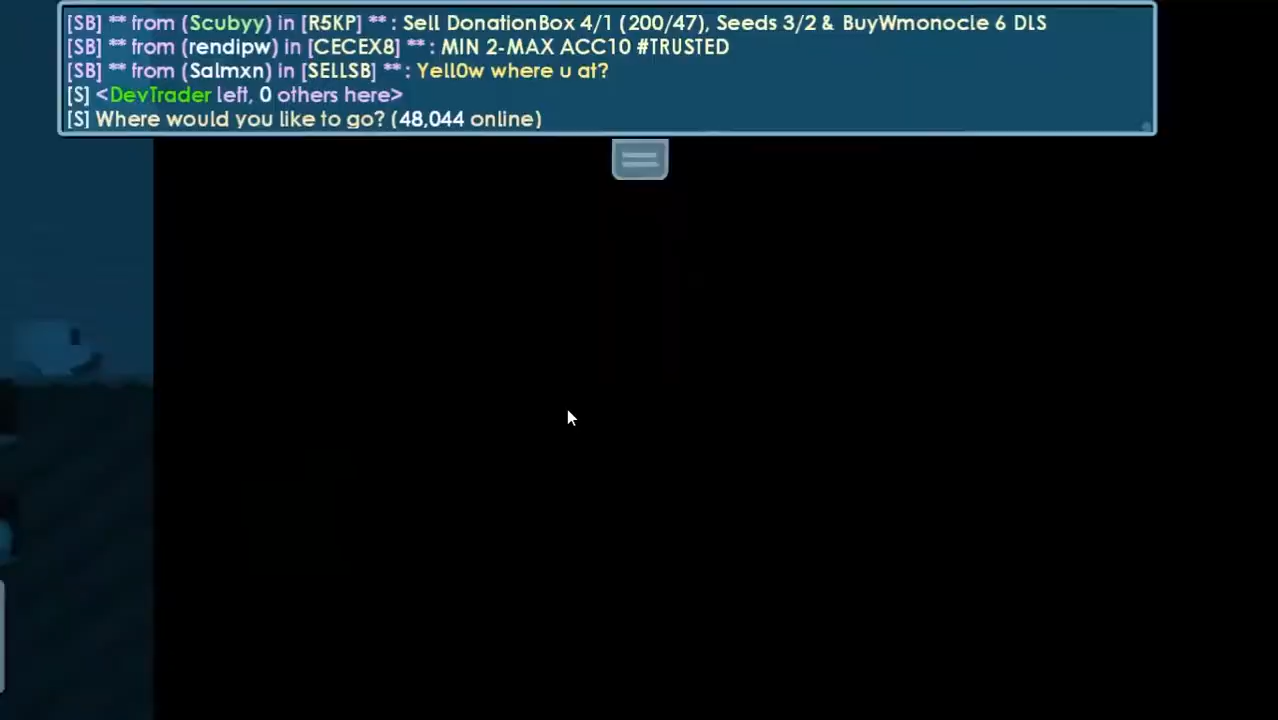 [SB] ** from (Scubyy) in [R5KP] ** : Sell DonationBox 4/1 (200/47), Seeds 3/2 & BuyWmonocle 6 DLS
[SB] ** from (rendipw) in [CECEX8] ** : MIN 2-MAX ACC10 #TRUSTED
[SB] ** from (Salmxn) in [SELLSB] ** : Yell0w where u at?
[S] <DevTrader left, 0 others here>
[S] Where would you like to go? (48,044 online)